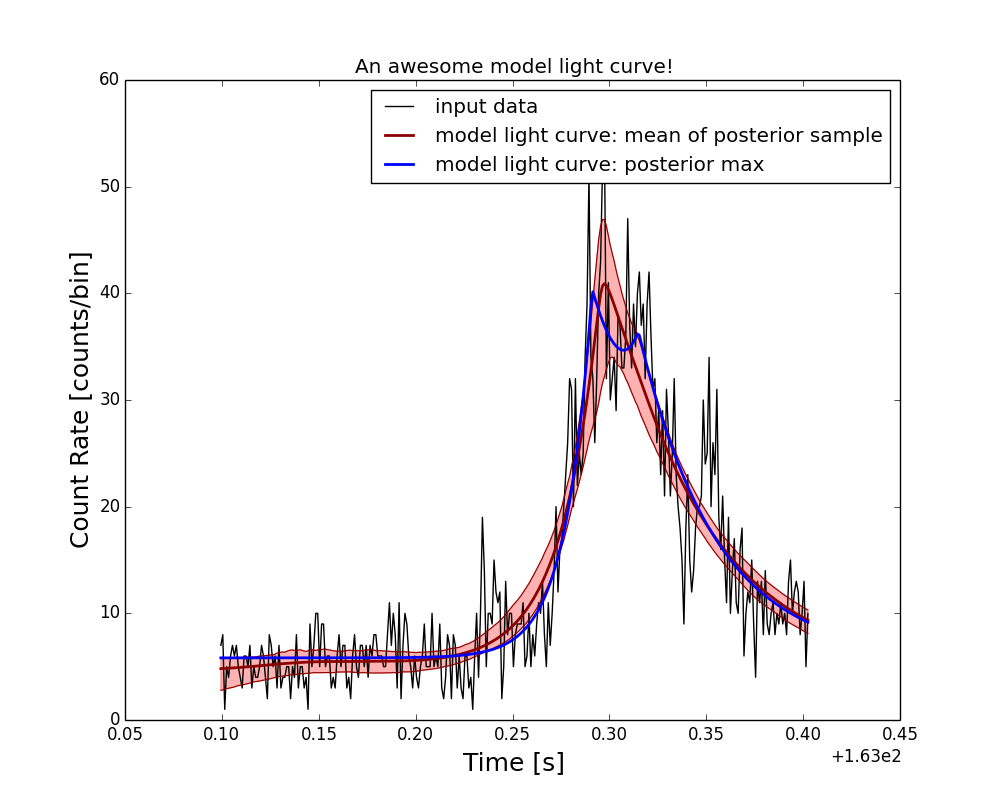 An awesome model light curve!
input data
model light curve: mean of posterior sample
model light curve: posterior max
Count Rate [counts/bin]
60
50
40
30
20
10
0
0.05 0.10 0.15 0.20 0.25 0.30 0.35 0.40 0.45
+1.63e2
Time [s]